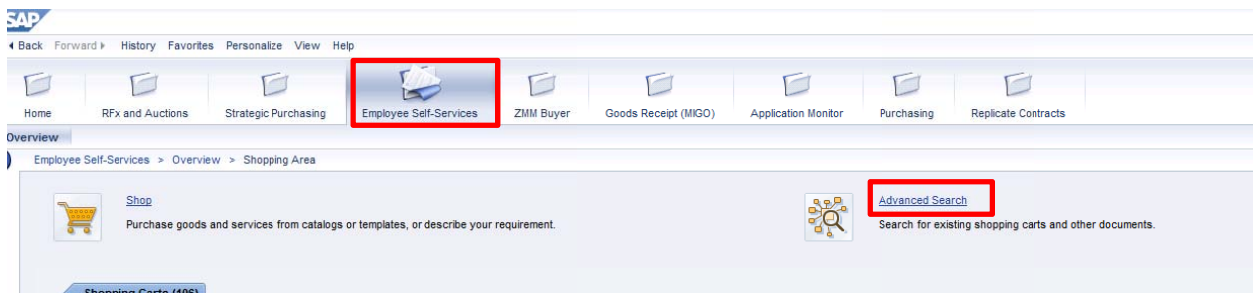 SAP
Back Forward History Favorites Personalize View Help
Home RFx and Auctions Strategic Purchasing Employee Self-Services ZMM Buyer Goods Receipt (MIGO) Application Monitor Purchasing Replicate Contracts
Overview
Employee Self-Services > Overview > Shopping Area
Shop Advanced Search
Purchase goods and services from catalogs or templates, or describe your requirement. Search for existing shopping carts and other documents.
Shopping Carts (106)